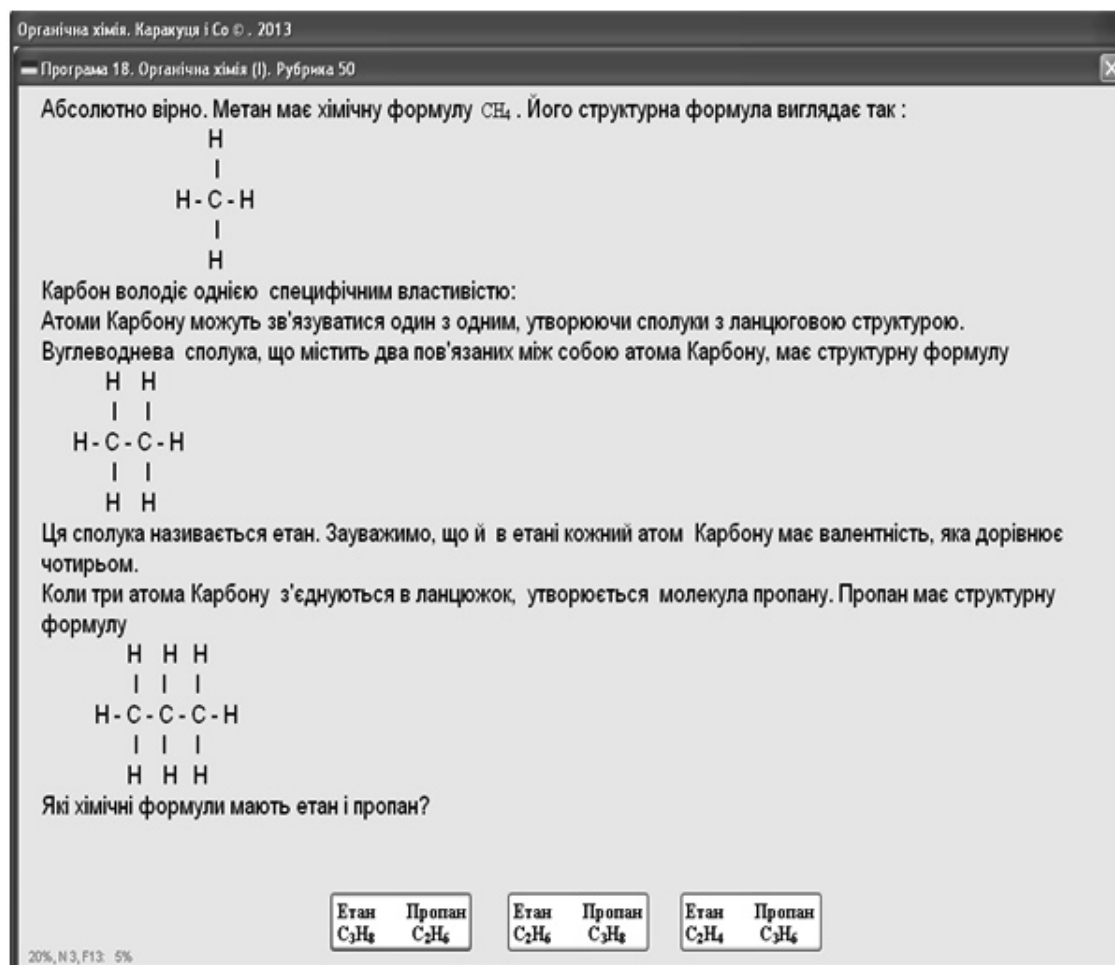 Органічна хімія. Каракуця і Со © . 2013
Програма 18. Органічна хімія (I). Рубрика 50
Абсолютно вірно. Метан має хімічну формулу CH₄ . Його структурна формула виглядає так :
H
|
H - C - H
|
H
Карбон володіє однією специфічним властивістю:
Атоми Карбону можуть зв'язуватися один з одним, утворюючи сполуки з ланцюговою структурою.
Вуглеводнева сполука, що містить два пов'язаних між собою атома Карбону, має структурну формулу
H H
| |
H - C - C - H
| |
H H
Ця сполука називається етан. Зауважимо, що й в етані кожний атом Карбону має валентність, яка дорівнює
чотирьом.
Коли три атома Карбону з'єднуються в ланцюжок, утворюється молекула пропану. Пропан має структурну
формулу
H H H
| | |
H - C - C - C - H
| | |
H H H
Які хімічні формули мають етан і пропан?
Етан Пропан
C₃H₈ C₂H₆
Етан Пропан
C₂H₆ C₃H₈
Етан Пропан
C₂H₄ C₃H₆
20%, N 3, F13: 5%